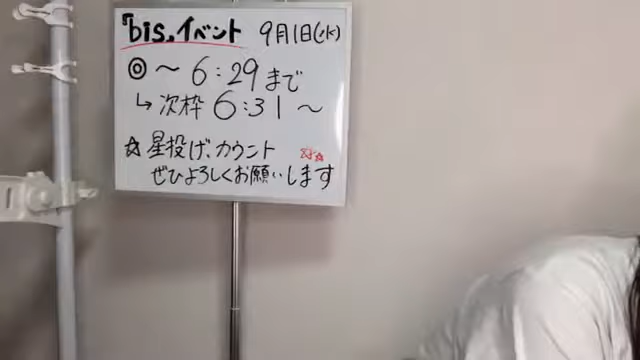 『bis』イベント 9月1日(水)
◎〜6:29まで
↳次枠 6:31〜
☆星投げ、カウント
ぜひよろしくお願いします